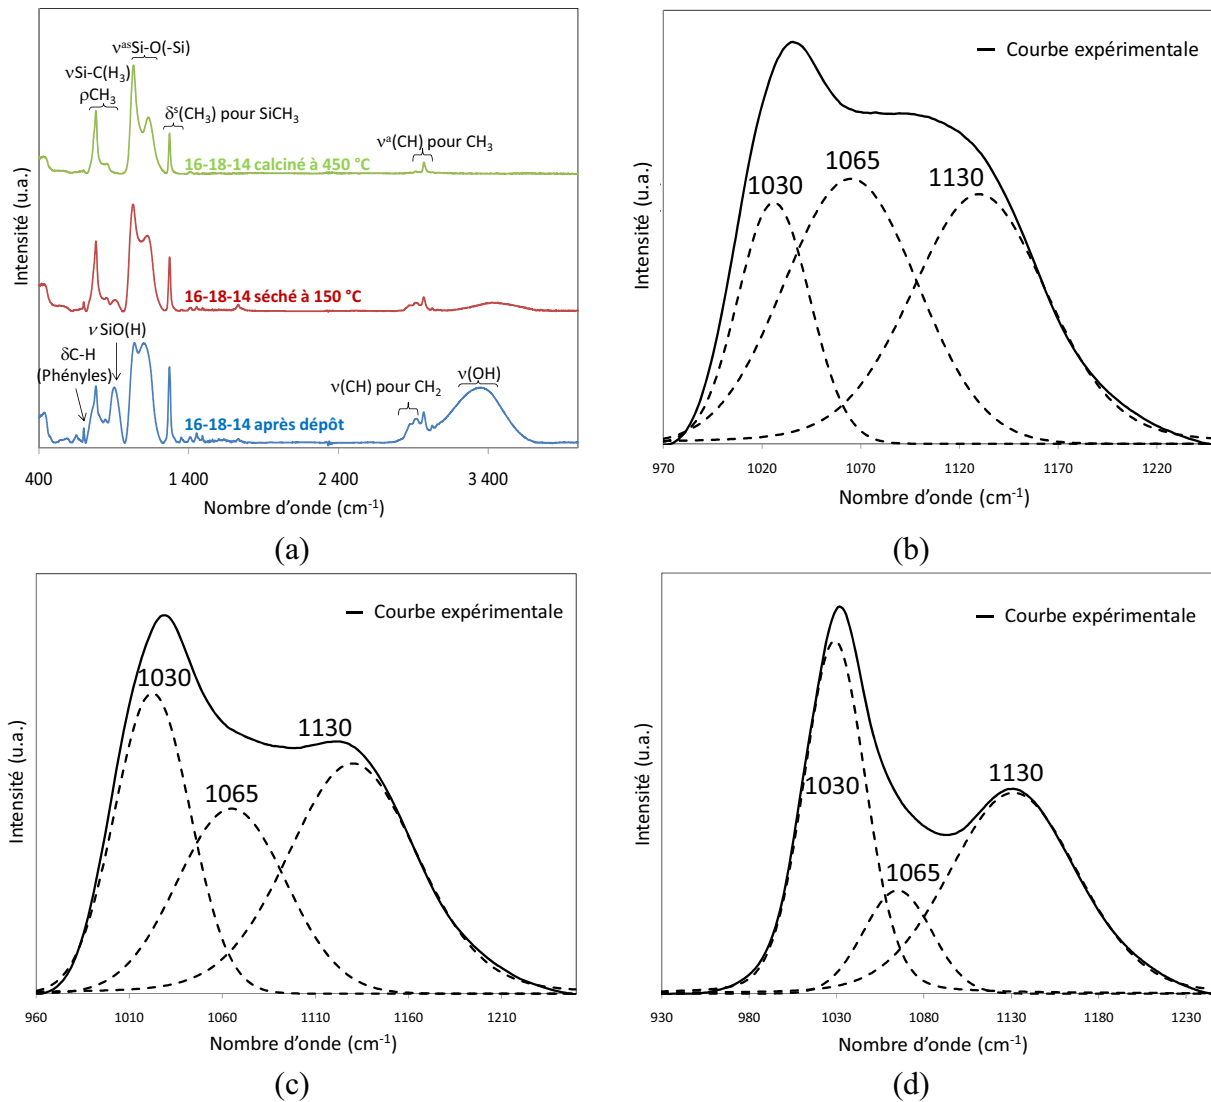 νᵃˢSi-O(-Si)
νSi-C(H₃)
ρCH₃
δˢ(CH₃) pour SiCH₃
νᵃ(CH) pour CH₃
16-18-14 calciné à 450 °C
16-18-14 séché à 150 °C
ν SiO(H)
δC-H
(Phényles)
ν(CH) pour CH₂
ν(OH)
16-18-14 après dépôt
Intensité (u.a.)
400 1 400 2 400 3 400
Nombre d'onde (cm⁻¹)
(a)
Courbe expérimentale
1030
1065
1130
Intensité (u.a.)
970 1020 1070 1120 1170 1220
Nombre d'onde (cm⁻¹)
(b)
Courbe expérimentale
1030
1065
1130
Intensité (u.a.)
960 1010 1060 1110 1160 1210
Nombre d'onde (cm⁻¹)
(c)
Courbe expérimentale
1030
1065
1130
Intensité (u.a.)
930 980 1030 1080 1130 1180 1230
Nombre d'onde (cm⁻¹)
(d)